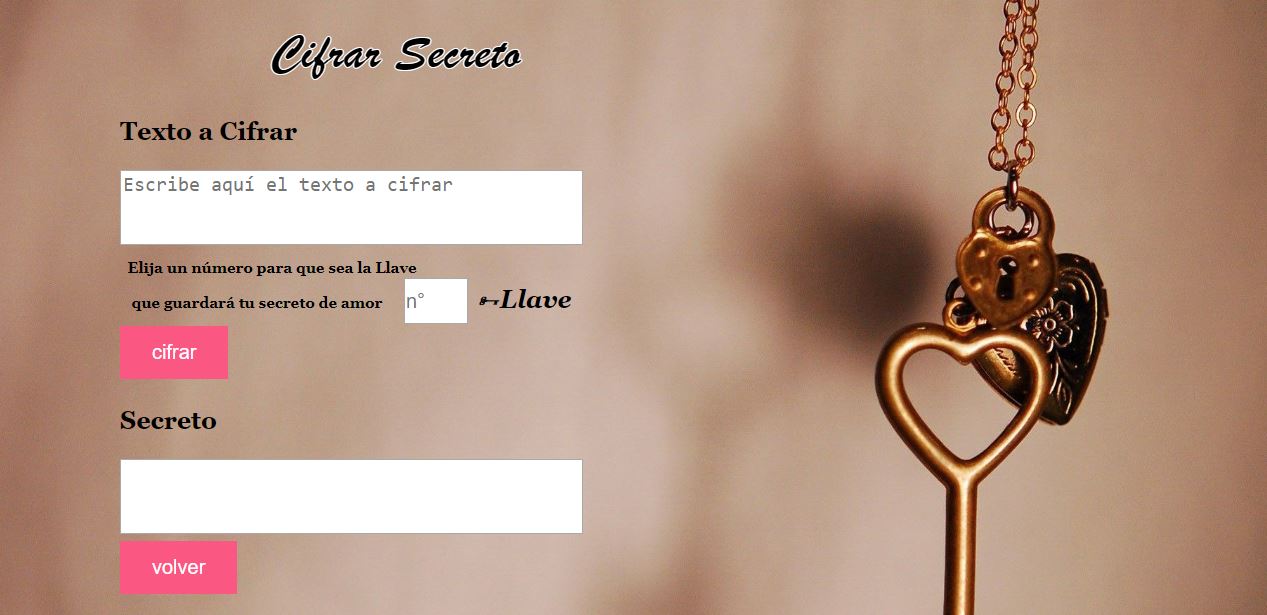 Cifrar Secreto
Texto a Cifrar
Escribe aquí el texto a cifrar
Elija un número para que sea la Llave
que guardará tu secreto de amor
n°
Llave
cifrar
Secreto
volver